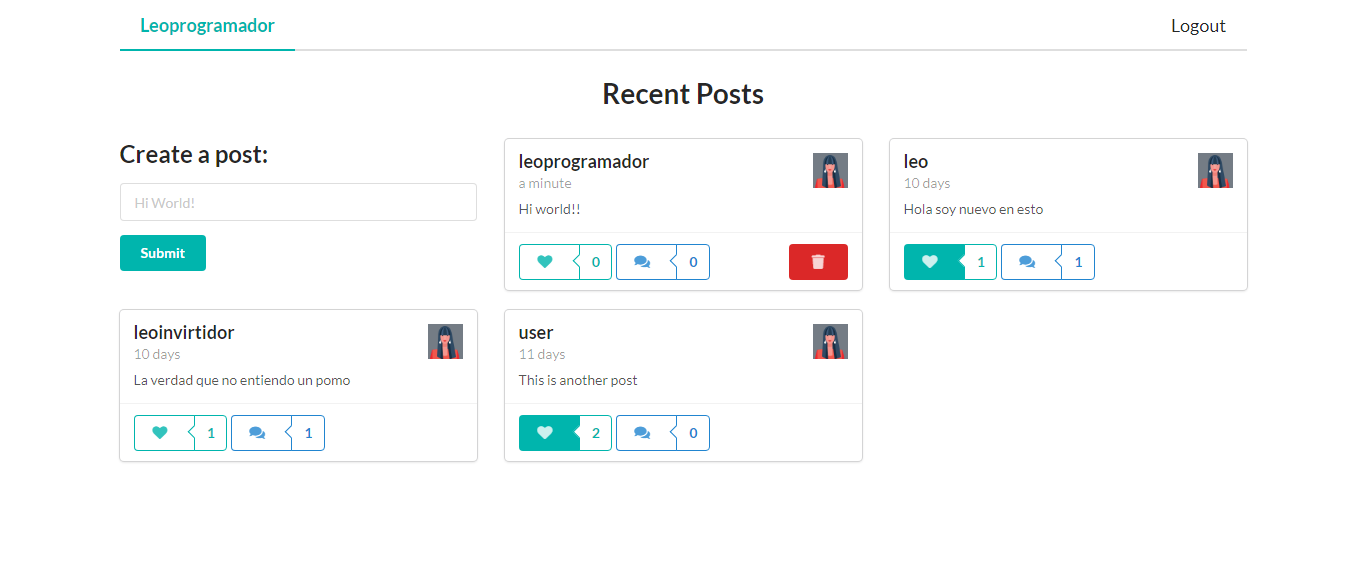 Leoprogramador
Logout
Recent Posts
Create a post:
Hi World!
Submit
leoprogramador
a minute
Hi world!!
0
0
leo
10 days
Hola soy nuevo en esto
1
1
leoinvirtidor
10 days
La verdad que no entiendo un pomo
1
1
user
11 days
This is another post
2
0